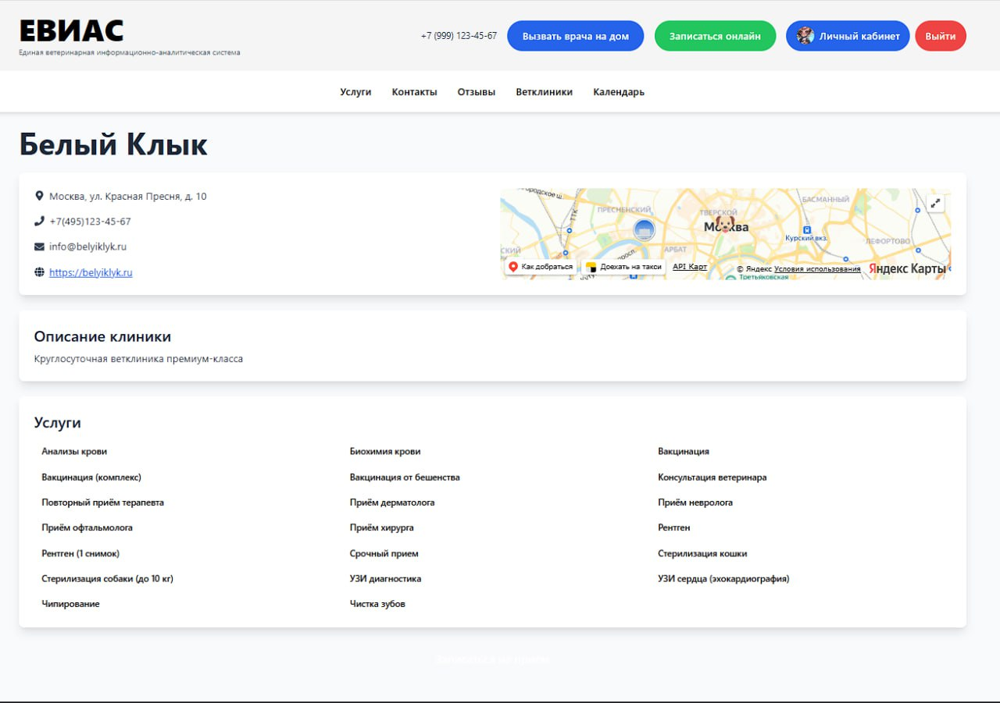 ЕВИАС
Единая ветеринарная информационно-аналитическая система
+7 (999) 123-45-67
Вызвать врача на дом
Записаться онлайн
Личный кабинет
Выйти
Услуги Контакты Отзывы Ветклиники Календарь
Белый Клык
Москва, ул. Красная Пресня, д. 10
+7(495)123-45-67
info@belyiklyk.ru
https://belyiklyk.ru
ТТК
ПРЕСНЕНСКИЙ
ТВЕРСКОЙ
БАСМАННЫЙ
Москва
Курский вкз.
ЛЕФОРТОВО
АРБАТ
Как добраться
Доехать на такси
API Карт
© Яндекс Условия использования
Яндекс Карты
Третьяковская
Описание клиники
Круглосуточная ветклиника премиум-класса
Услуги
Анализы крови Биохимия крови Вакцинация
Вакцинация (комплекс) Вакцинация от бешенства Консультация ветеринара
Повторный приём терапевта Приём дерматолога Приём невролога
Приём офтальмолога Приём хирурга Рентген
Рентген (1 снимок) Срочный прием Стерилизация кошки
Стерилизация собаки (до 10 кг) УЗИ диагностика УЗИ сердца (эхокардиография)
Чипирование Чистка зубов
Записаться на прием